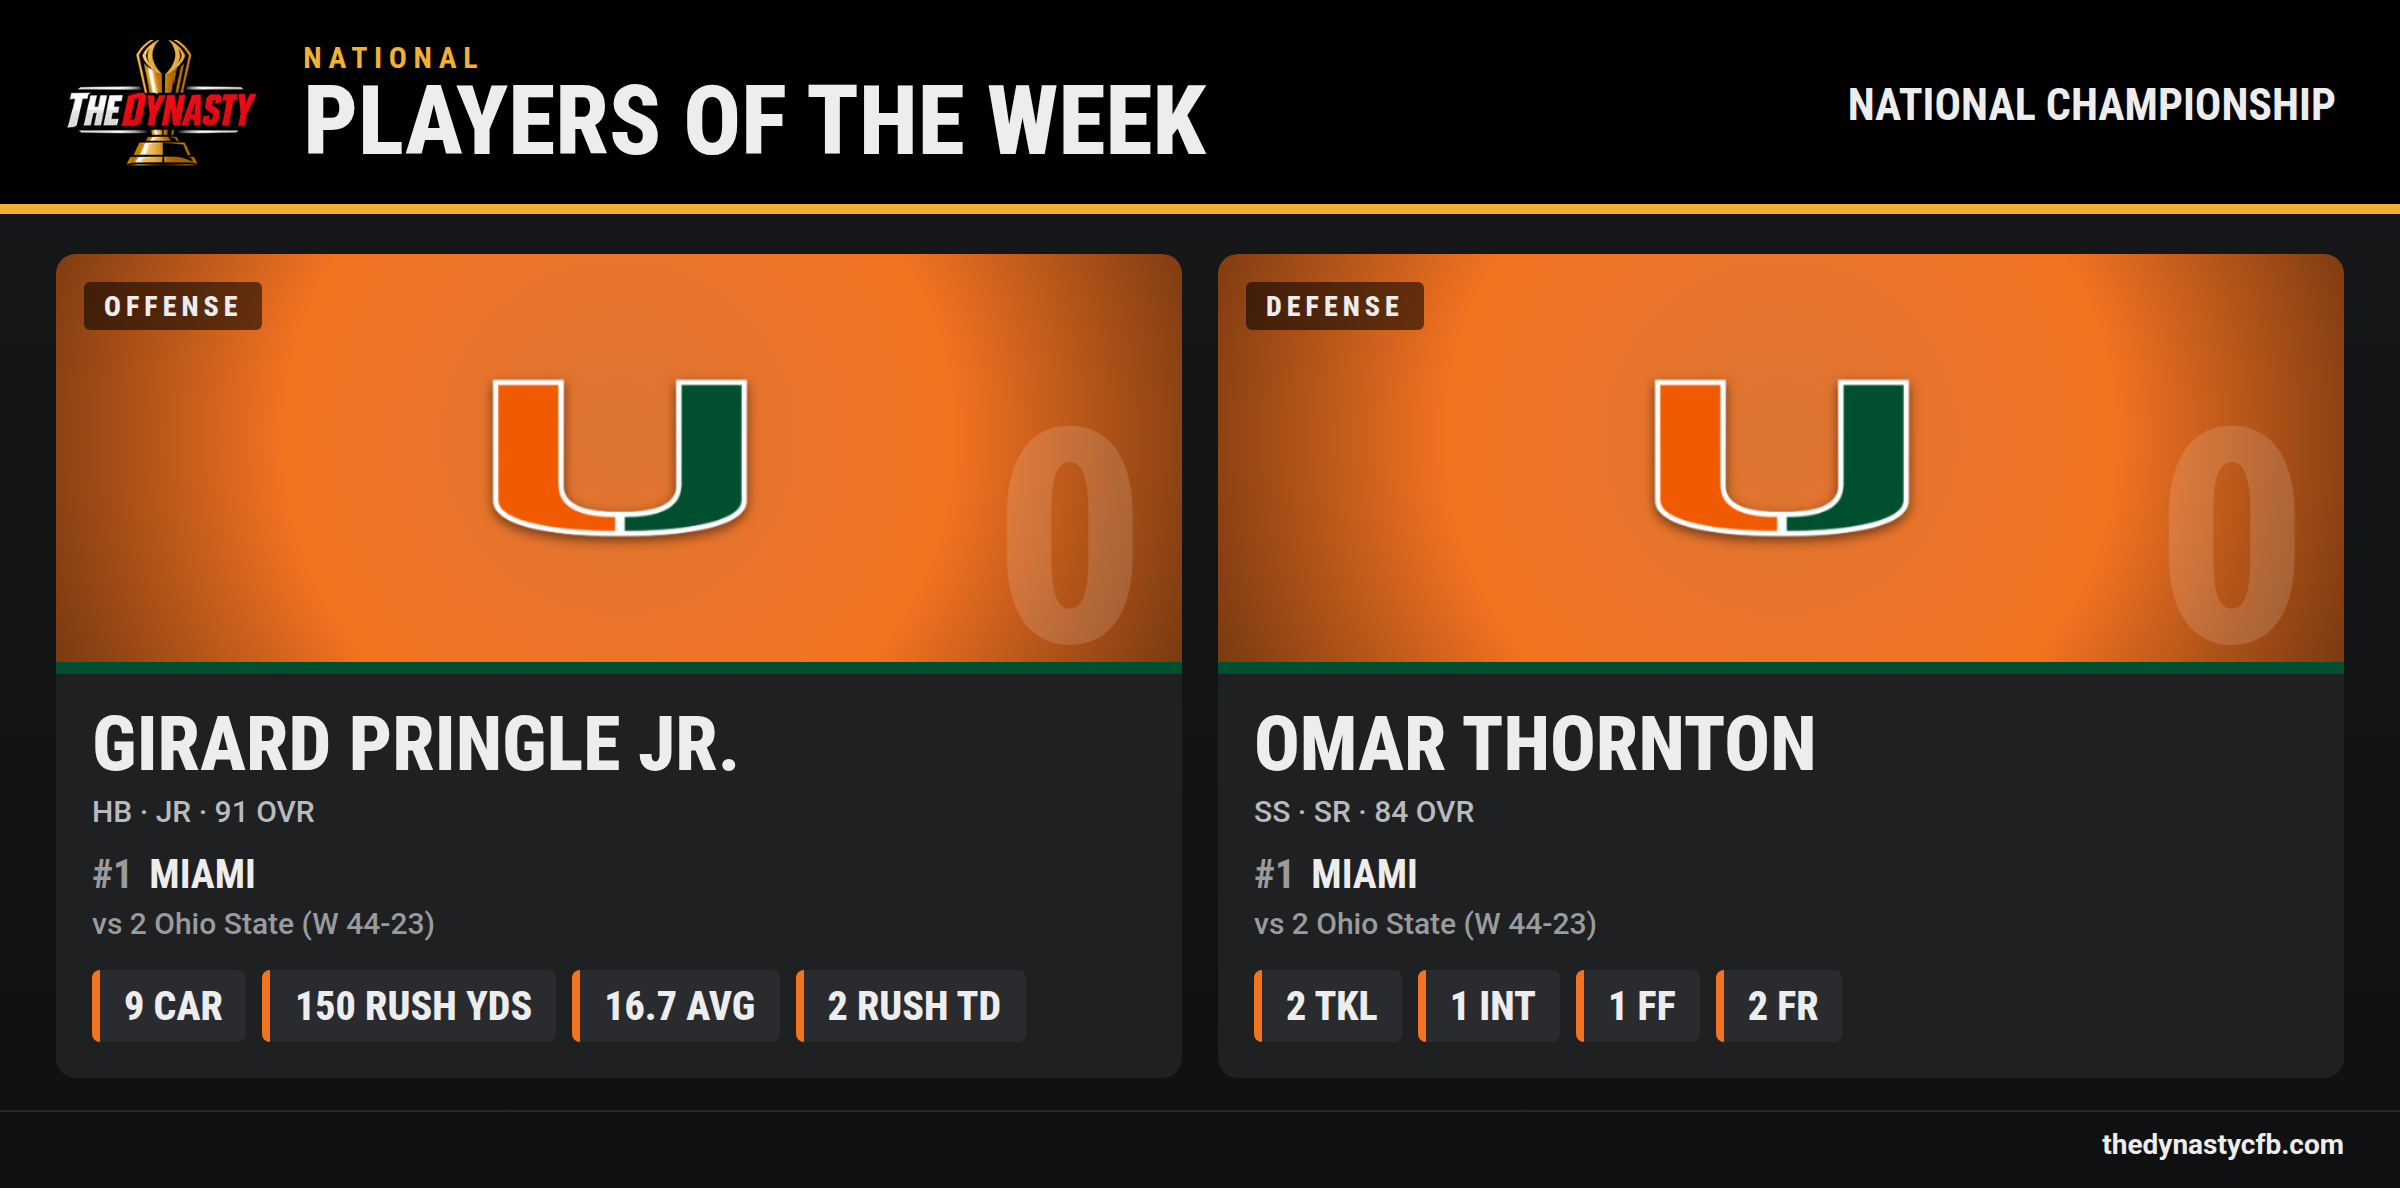 THE DYNASTY
NATIONAL
PLAYERS OF THE WEEK
NATIONAL CHAMPIONSHIP
OFFENSE
0
GIRARD PRINGLE JR.
HB · JR · 91 OVR
#1 MIAMI
vs 2 Ohio State (W 44-23)
9 CAR
150 RUSH YDS
16.7 AVG
2 RUSH TD
DEFENSE
0
OMAR THORNTON
SS · SR · 84 OVR
#1 MIAMI
vs 2 Ohio State (W 44-23)
2 TKL
1 INT
1 FF
2 FR
thedynastycfb.com